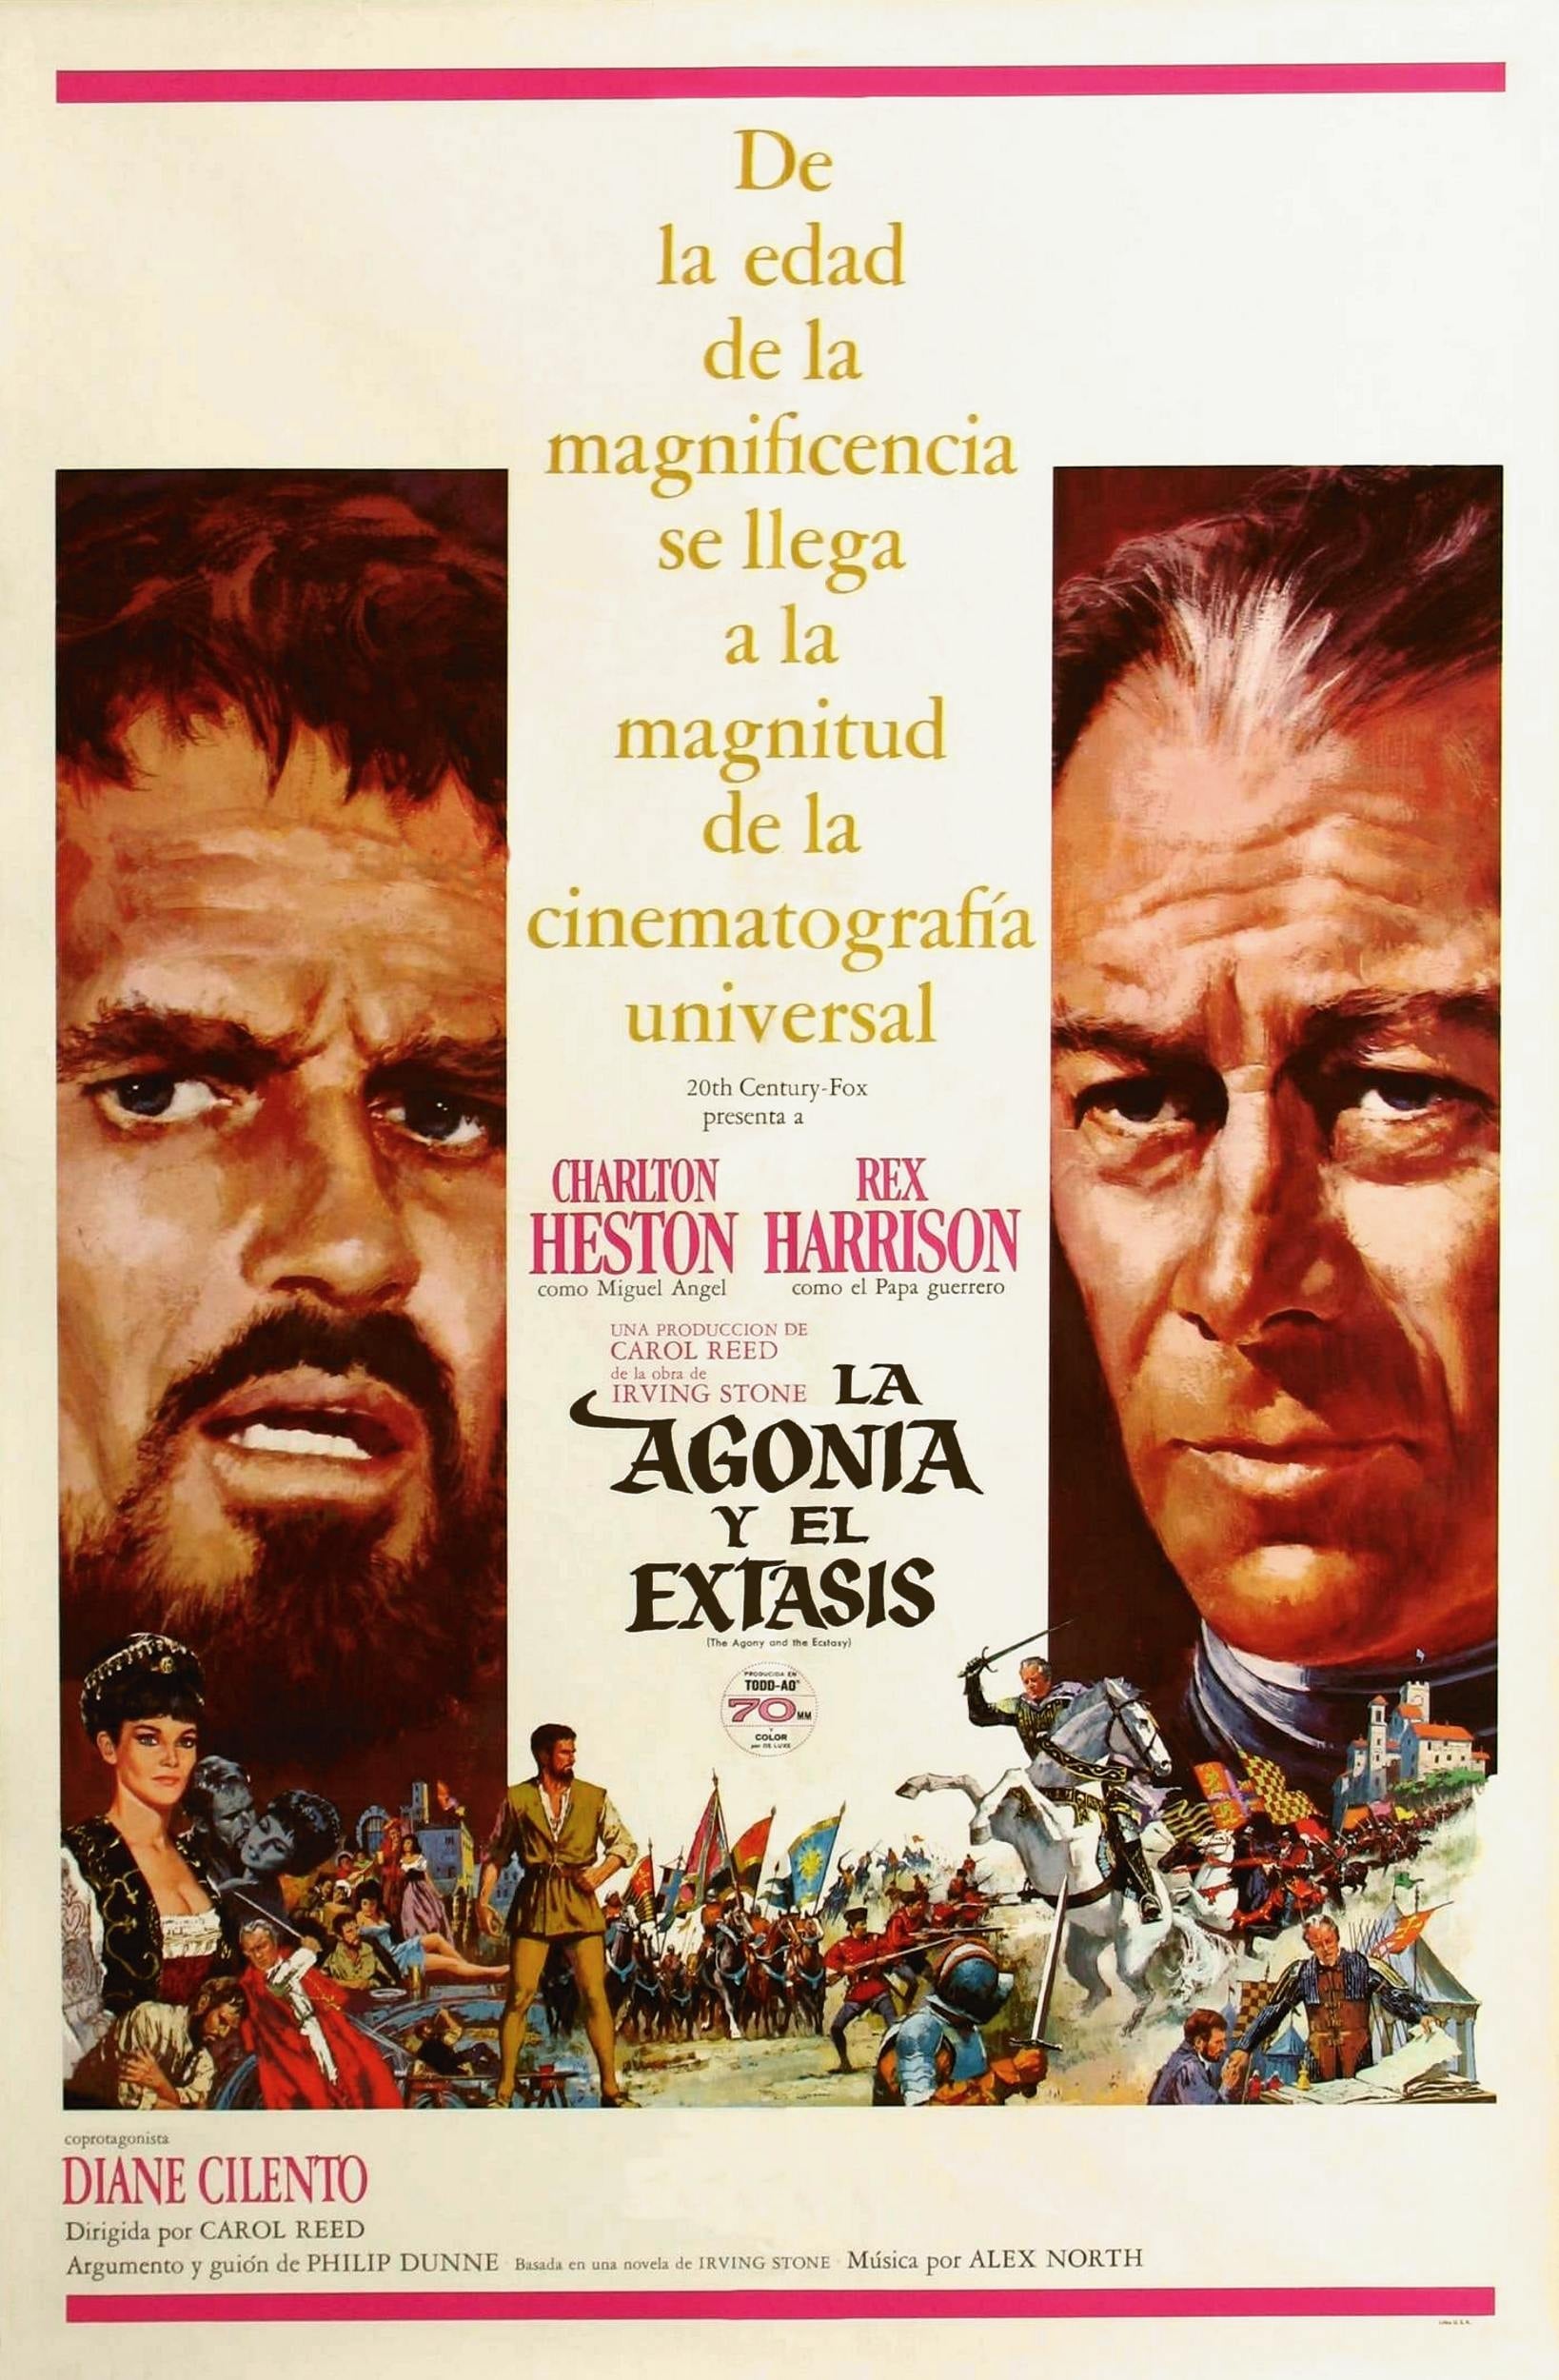 De
la edad
de la
magnificencia
se llega
a la
magnitud
de la
cinematografía
universal
20th Century-Fox
presenta a
CHARLTON
HESTON
como Miguel Angel
REX
HARRISON
como el Papa guerrero
UNA PRODUCCION DE
CAROL REED
de la obra de
IRVING STONE
LA
AGONIA
Y EL
EXTASIS
(The Agony and the Ecstasy)
PRODUCIDA EN
TODD-AO
70 MM
Y
COLOR
por DE LUXE
coprotagonista
DIANE CILENTO
Dirigida por CAROL REED
Argumento y guión de PHILIP DUNNE · Basada en una novela de IRVING STONE · Música por ALEX NORTH